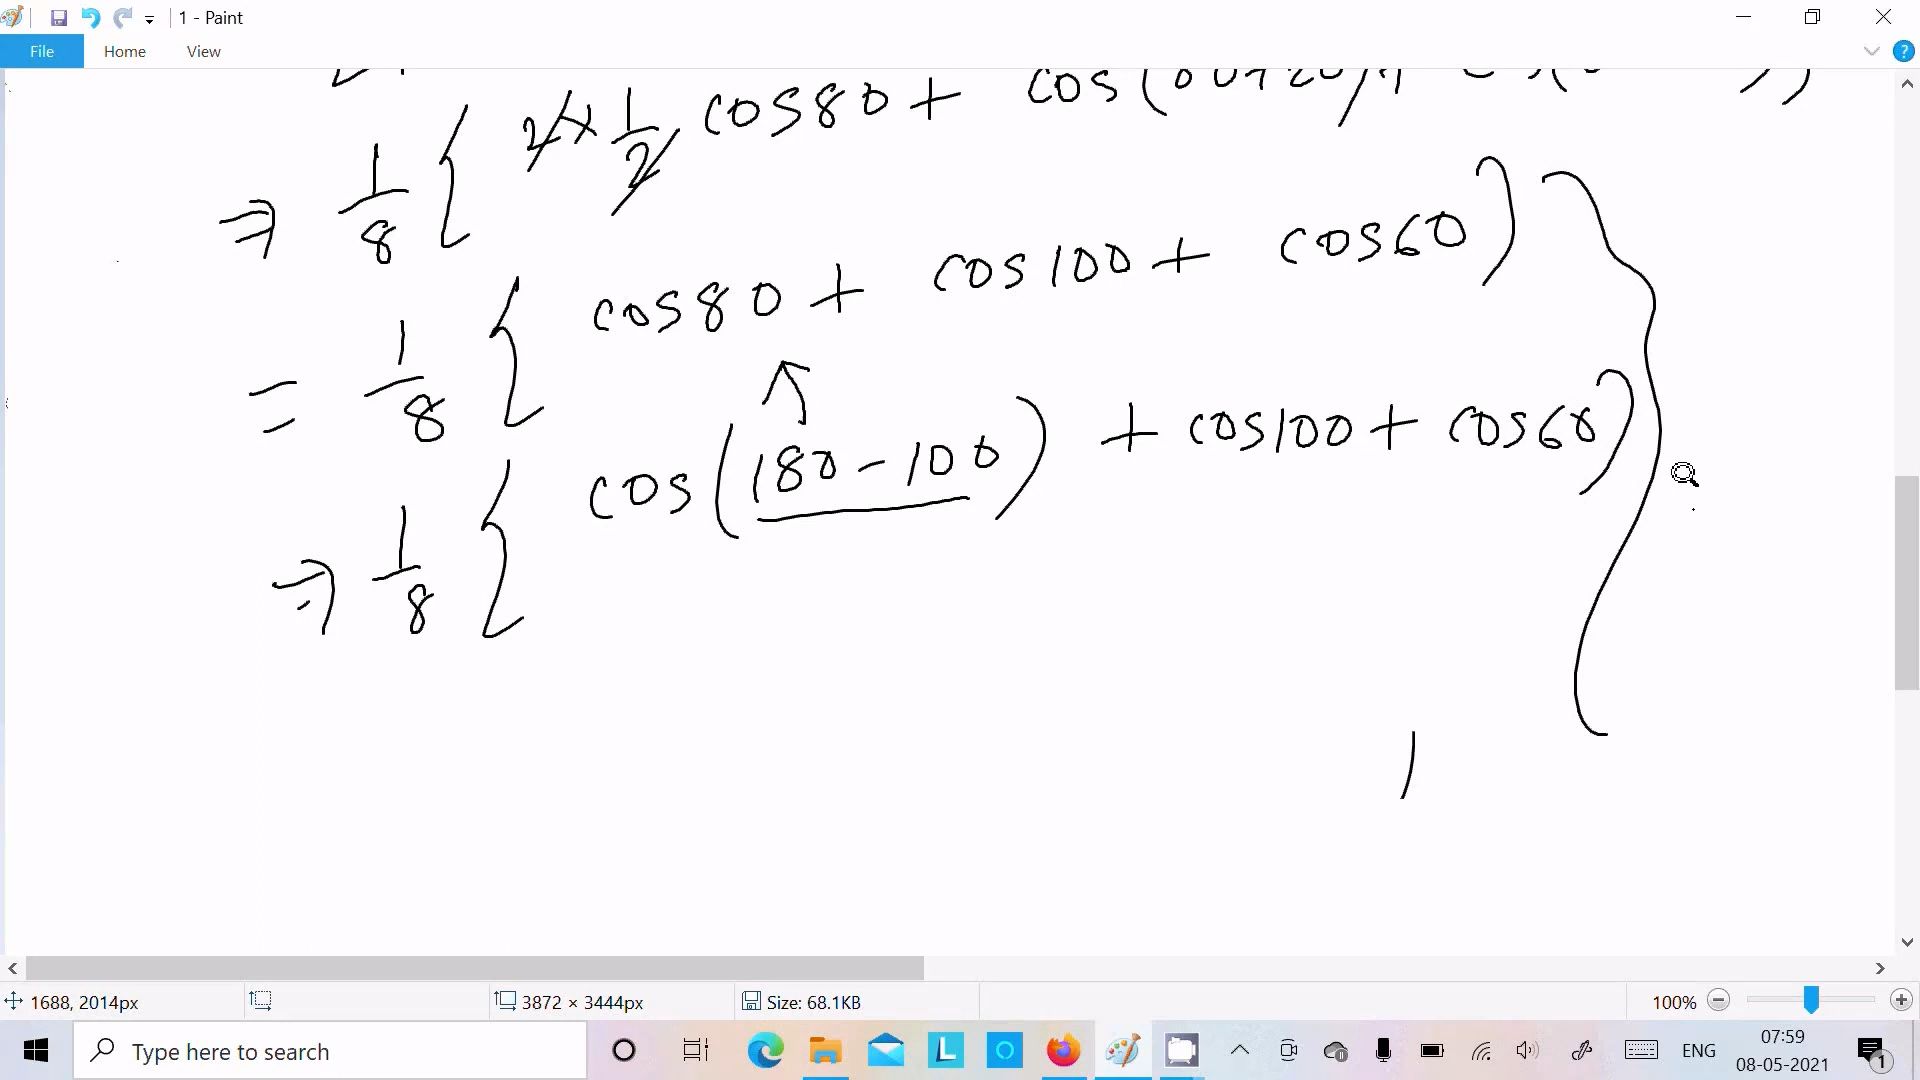 1 - Paint
File Home View
⇒ 1/8 { 2 × 1/2 cos80 + cos(
= 1/8 { cos80 + cos100 + cos60 }
⇒ 1/8 { cos(180 - 100) + cos100 + cos60 }
1688, 2014px 3872 × 3444px Size: 68.1KB 100%
Type here to search ENG 07:59
08-05-2021 1